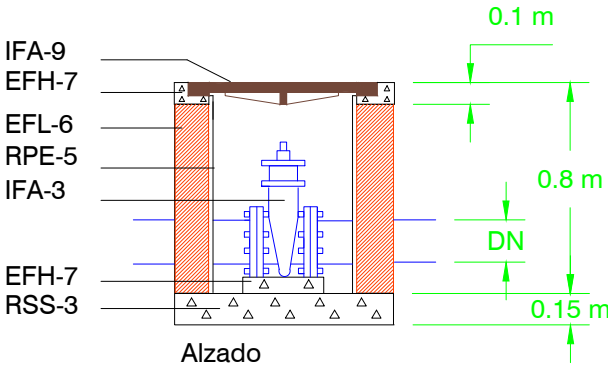 0.1 m
IFA-9
EFH-7
EFL-6
RPE-5
IFA-3
0.8 m
DN
EFH-7
RSS-3
0.15 m
Alzado